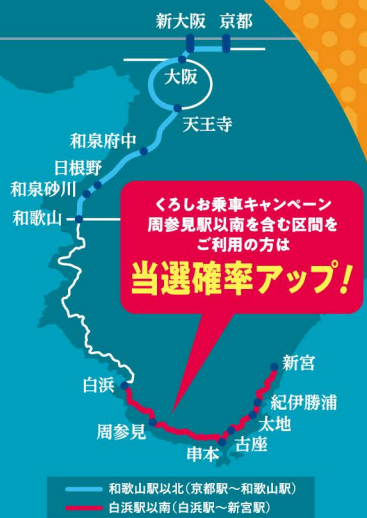 新大阪 京都
大阪
天王寺
和泉府中
日根野
和泉砂川
和歌山
くろしお乗車キャンペーン
周参見駅以南を含む区間を
ご利用の方は
当選確率アップ!
新宮
白浜
紀伊勝浦
太地
周参見
古座
串本
和歌山駅以北(京都駅〜和歌山駅)
白浜駅以南(白浜駅〜新宮駅)